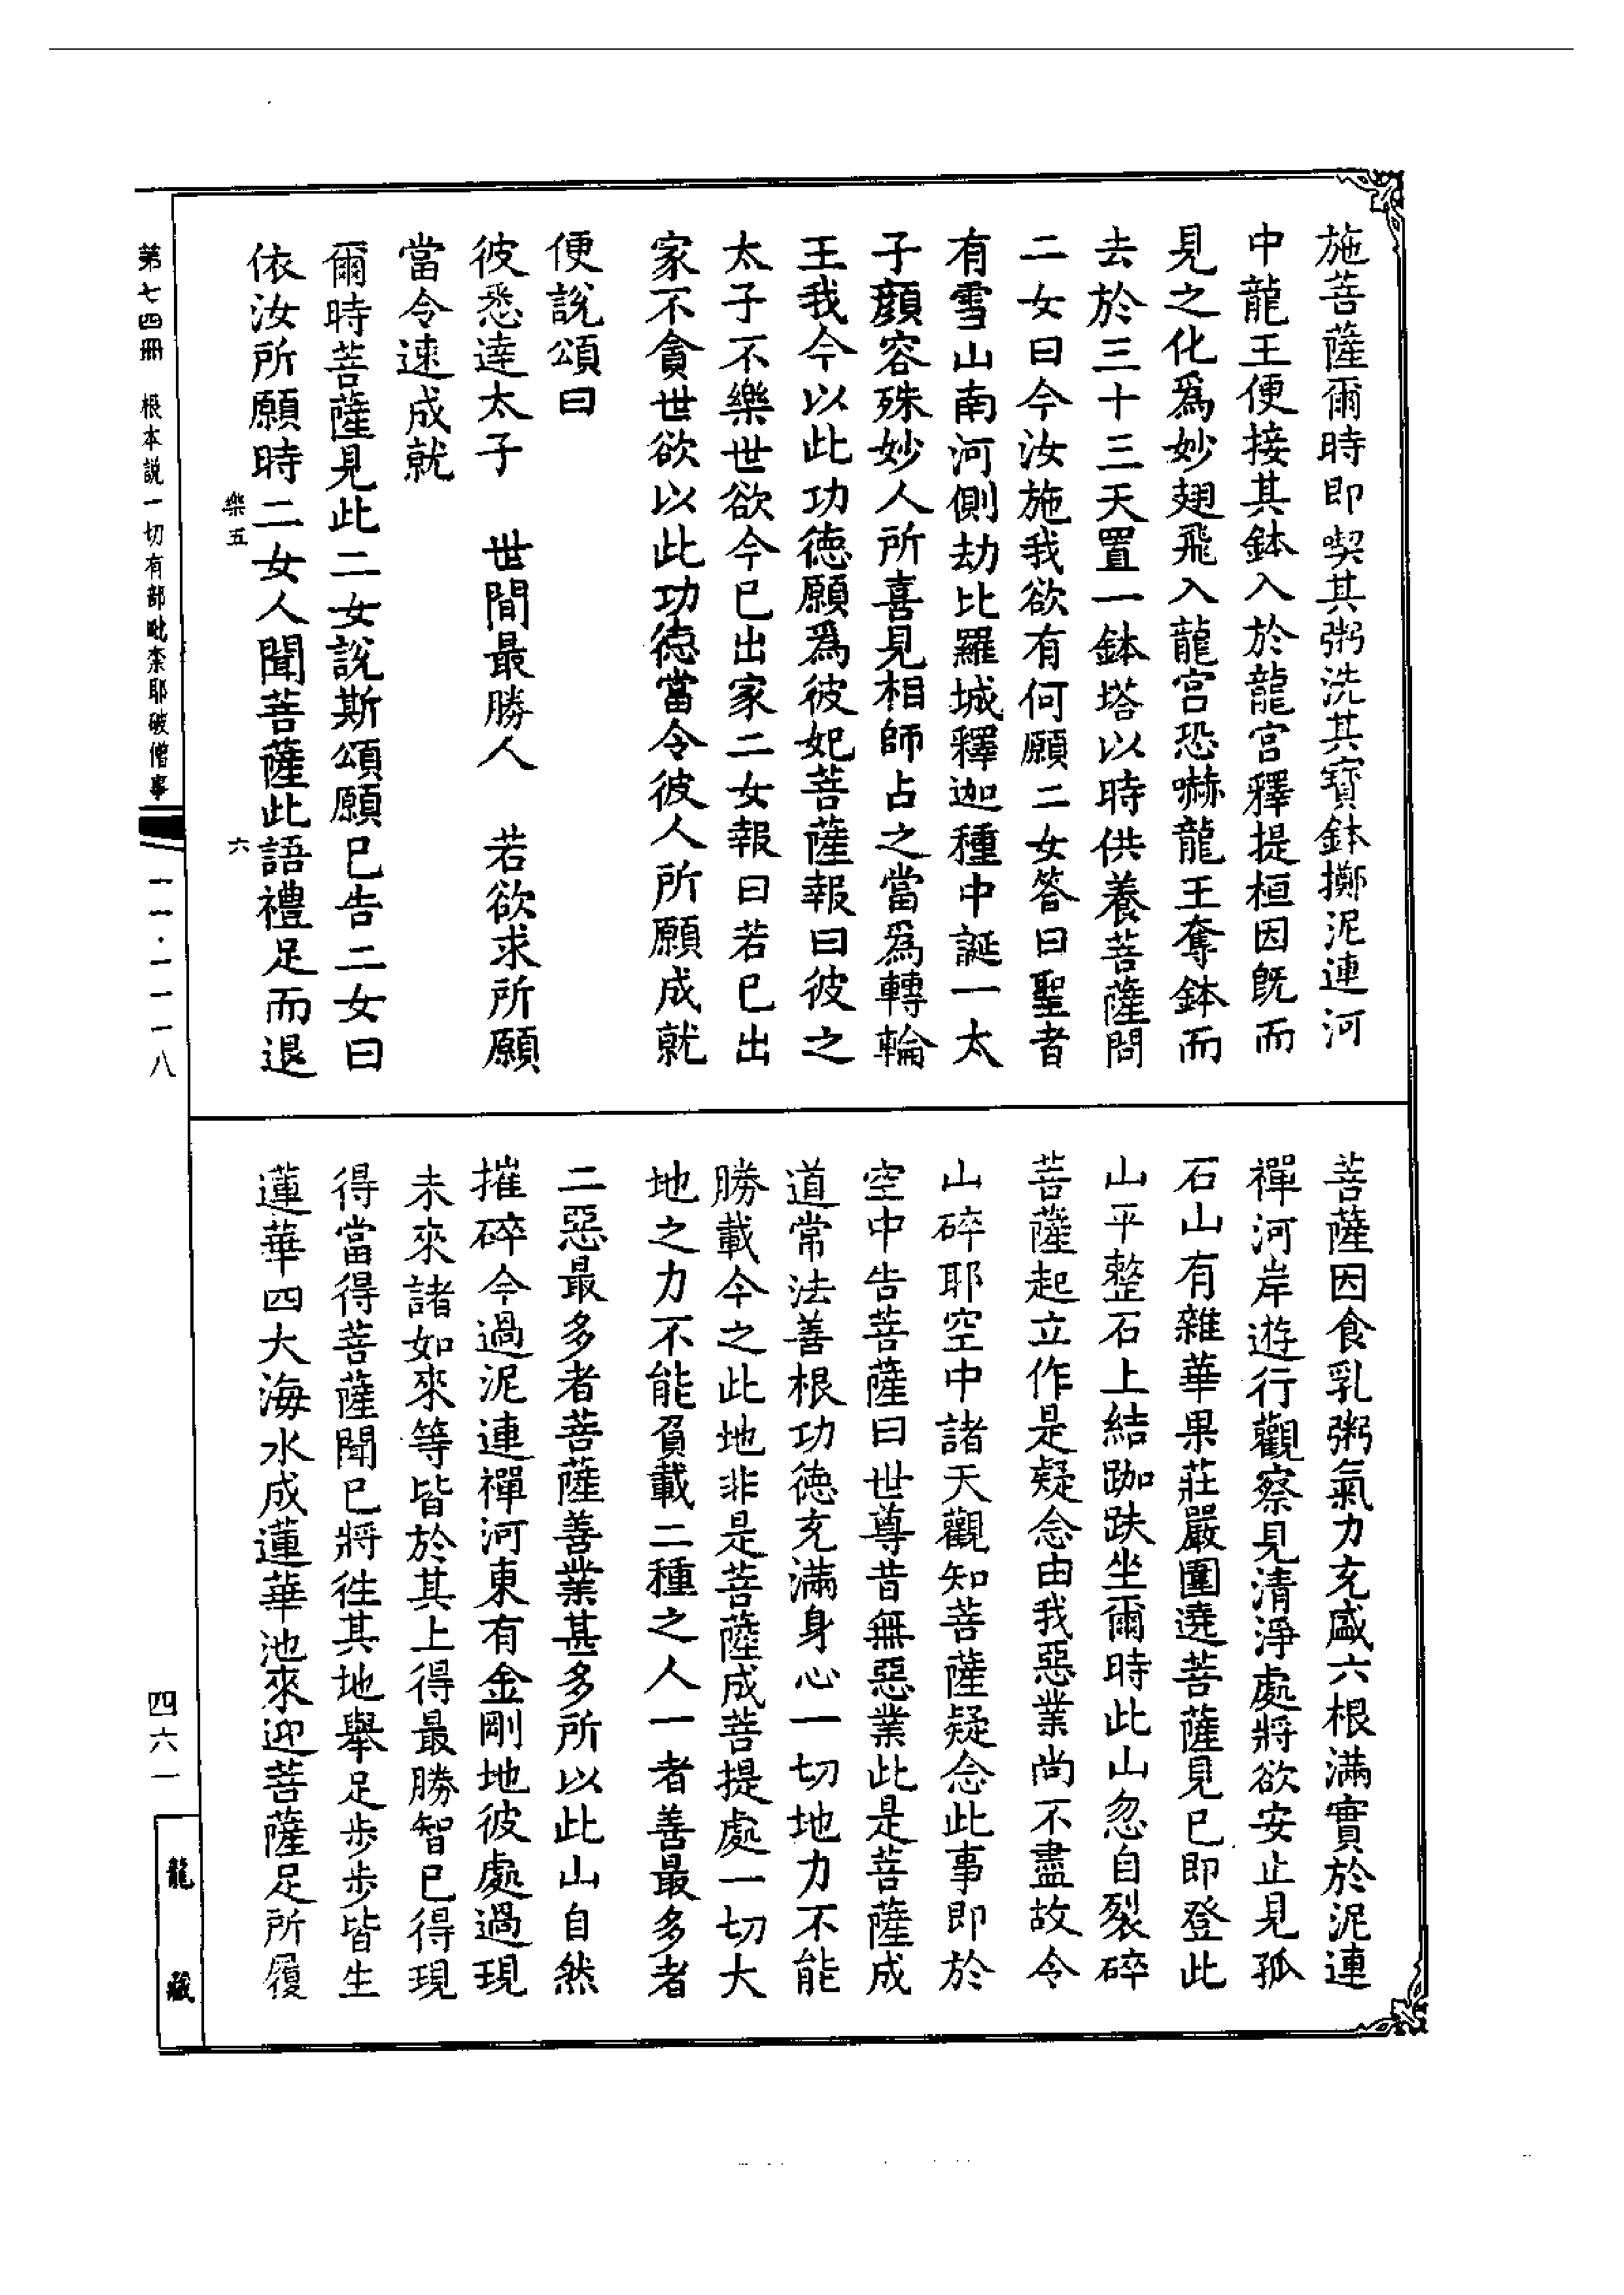 施菩薩爾時即喫其粥洗其寶鉢擲泥連河
中龍王便接其鉢入於龍宮釋提桓因旣而
見之化爲妙翅飛入龍宮恐嚇龍王奪鉢而
去於三十三天置一鉢塔以時供養菩薩問
二女曰今汝施我欲有何願二女答曰聖者
有雪山南河側劫比羅城釋迦種中誕一太
子顏容殊妙人所喜見相師占之當爲轉輪
王我今以此功德願爲彼妃菩薩報曰彼之
太子不樂世欲今已出家二女報曰若已出
家不貪世欲以此功德當令彼人所願成就
便說頌曰
彼悉達太子　世間最勝人　若欲求所願
當令速成就
爾時菩薩見此二女說斯頌願已告二女曰
依汝所願時二女人聞菩薩此語禮足而退
樂五　六
菩薩因食乳粥氣力充盛六根滿實於泥連
禪河岸遊行觀察見清淨處將欲安止見孤
石山有雜華果莊嚴圍遶菩薩見已即登此
山平整石上結跏趺坐爾時此山忽自裂碎
菩薩起立作是疑念由我惡業尚不盡故令
山碎耶空中諸天觀知菩薩疑念此事即於
空中告菩薩曰世尊昔無惡業此是菩薩成
道常法善根功德充滿身心一切地力不能
勝載今之此地非是菩薩成菩提處一切大
地之力不能負載二種之人一者善最多者
二惡最多者菩薩善業甚多所以此山自然
摧碎今過泥連禪河東有金剛地彼處過現
未來諸如來等皆於其上得最勝智已得現
得當得菩薩聞已將往其地舉足步步皆生
蓮華四大海水成蓮華池來迎菩薩足所履
第七四冊　根本説一切有部毗柰耶破僧事　一一·一一一八
四六一
龍藏